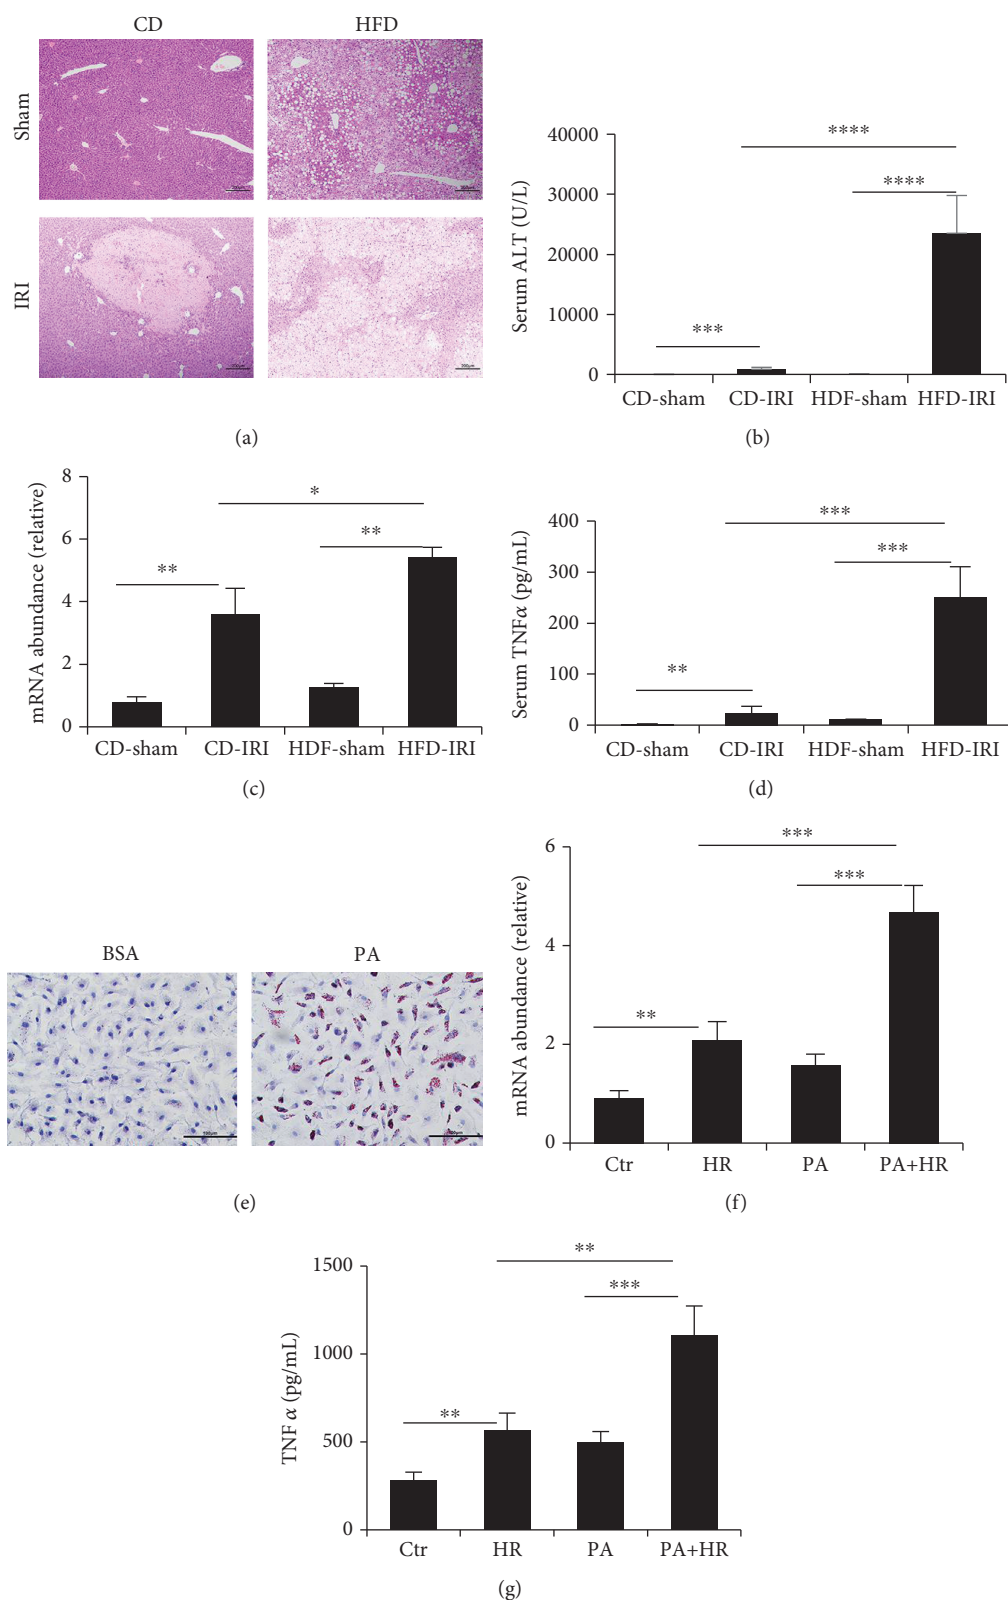 CD
HFD
Sham
IRI
(a)
Serum ALT (U/L)
40000
30000
20000
10000
0
****
****
***
CD-sham
CD-IRI
HDF-sham
HFD-IRI
(b)
mRNA abundance (relative)
8
6
4
2
0
*
**
**
CD-sham
CD-IRI
HDF-sham
HFD-IRI
(c)
Serum TNFα (pg/mL)
400
300
200
100
0
***
***
**
CD-sham
CD-IRI
HDF-sham
HFD-IRI
(d)
BSA
PA
(e)
mRNA abundance (relative)
6
4
2
0
***
***
**
Ctr
HR
PA
PA+HR
(f)
TNF α (pg/mL)
1500
1000
500
0
**
***
**
Ctr
HR
PA
PA+HR
(g)